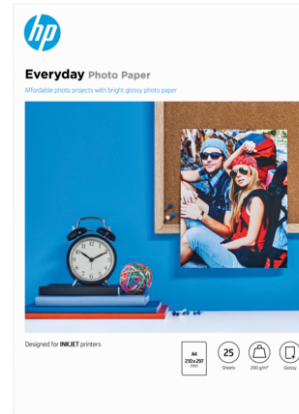 hp
Everyday Photo Paper
Affordable photo projects with bright glossy photo paper
Designed for INKJET printers
A4
210x297
mm
25
Sheets
200 g/m²
Glossy